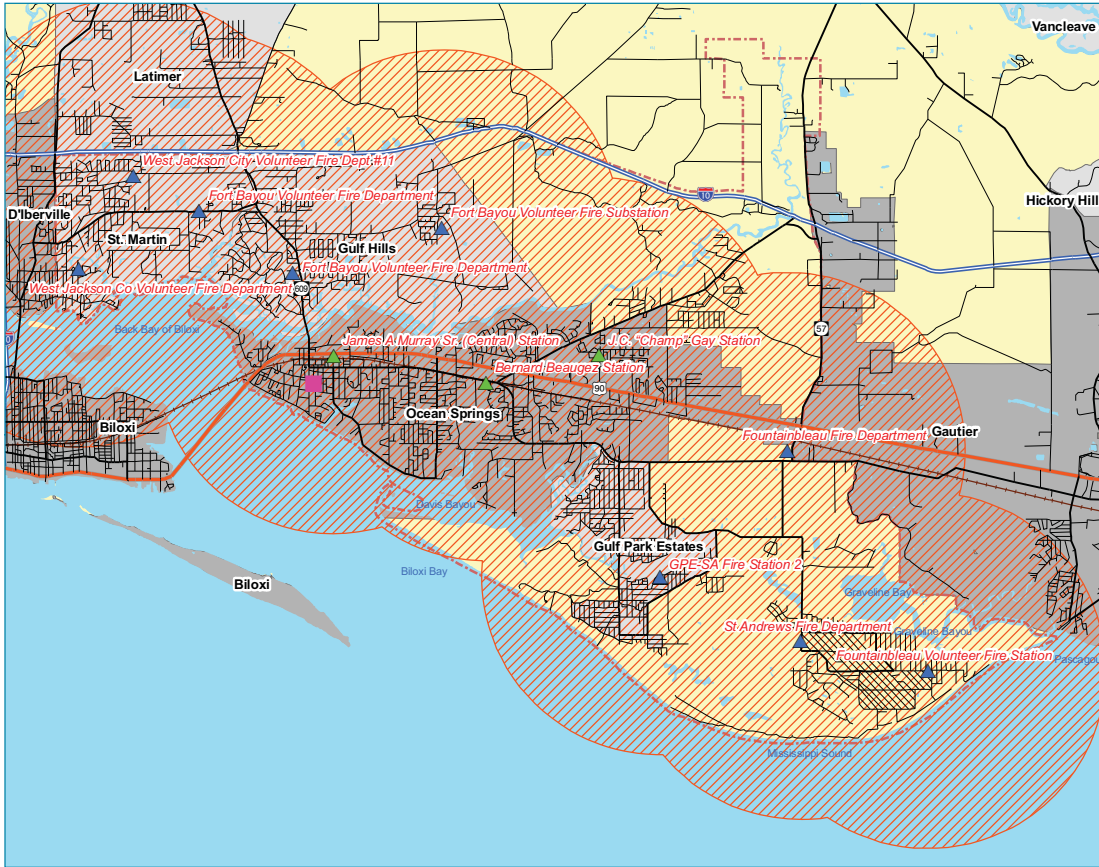 Vancleave
Latimer
West Jackson City Volunteer Fire Dept #11
10
Fort Bayou Volunteer Fire Department
Hickory Hill
D'Iberville
Fort Bayou Volunteer Fire Substation
St. Martin
Gulf Hills
Fort Bayou Volunteer Fire Department
West Jackson Co Volunteer Fire Department
609
Back Bay of Biloxi
57
James A Murray Sr. (Central) Station
J.C. "Champ" Gay Station
Bernard Beaugez Station
90
Ocean Springs
Biloxi
Fountainbleau Fire Department
Gautier
Davis Bayou
Gulf Park Estates
GPE-SA Fire Station 2
Biloxi Bay
Biloxi
Graveline Bay
St Andrews Fire Department
Graveline Bayou
Fountainbleau Volunteer Fire Station
Pascagou
Mississippi Sound